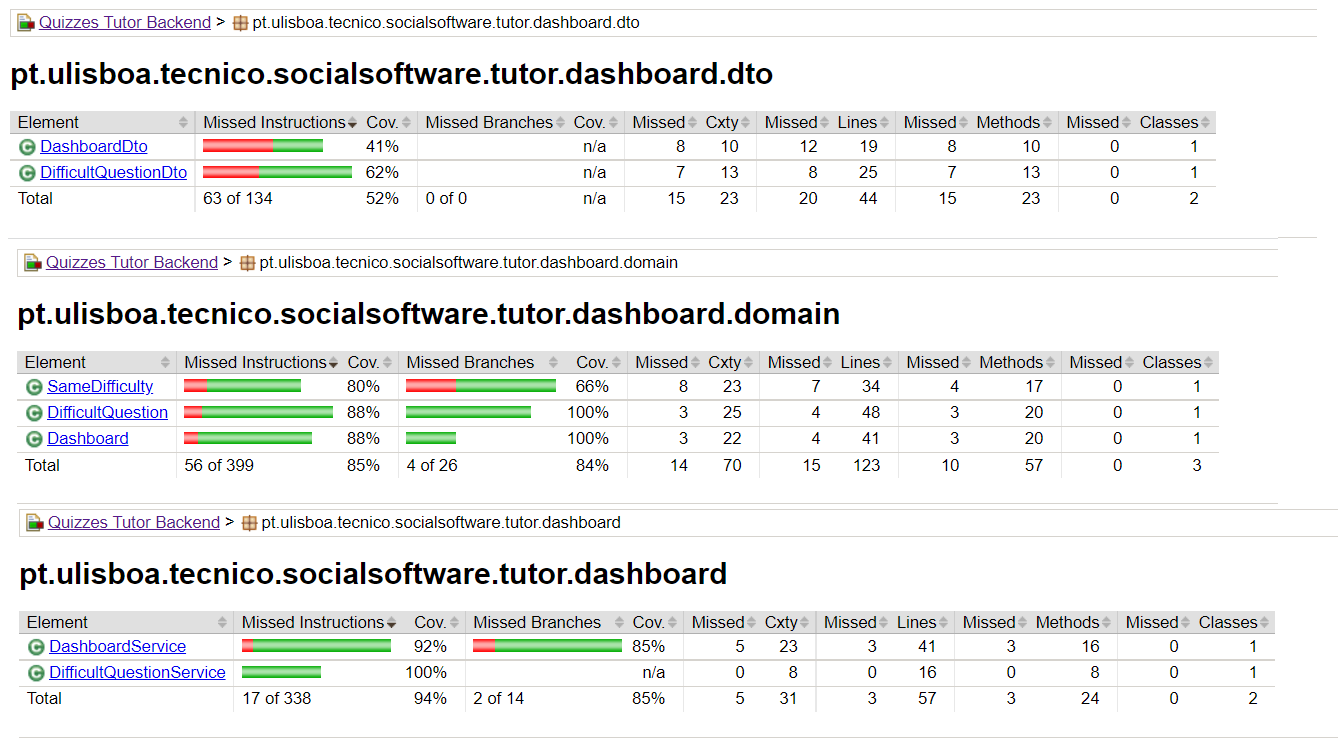 Quizzes Tutor Backend > pt.ulisboa.tecnico.socialsoftware.tutor.dashboard.dto
pt.ulisboa.tecnico.socialsoftware.tutor.dashboard.dto
Element Missed Instructions Cov. Missed Branches Cov. Missed Cxty Missed Lines Missed Methods Missed Classes
C DashboardDto 41% n/a 8 10 12 19 8 10 0 1
C DifficultQuestionDto 62% n/a 7 13 8 25 7 13 0 1
Total 63 of 134 52% 0 of 0 n/a 15 23 20 44 15 23 0 2
Quizzes Tutor Backend > pt.ulisboa.tecnico.socialsoftware.tutor.dashboard.domain
pt.ulisboa.tecnico.socialsoftware.tutor.dashboard.domain
Element Missed Instructions Cov. Missed Branches Cov. Missed Cxty Missed Lines Missed Methods Missed Classes
C SameDifficulty 80% 66% 8 23 7 34 4 17 0 1
C DifficultQuestion 88% 100% 3 25 4 48 3 20 0 1
C Dashboard 88% 100% 3 22 4 41 3 20 0 1
Total 56 of 399 85% 4 of 26 84% 14 70 15 123 10 57 0 3
Quizzes Tutor Backend > pt.ulisboa.tecnico.socialsoftware.tutor.dashboard
pt.ulisboa.tecnico.socialsoftware.tutor.dashboard
Element Missed Instructions Cov. Missed Branches Cov. Missed Cxty Missed Lines Missed Methods Missed Classes
C DashboardService 92% 85% 5 23 3 41 3 16 0 1
C DifficultQuestionService 100% n/a 0 8 0 16 0 8 0 1
Total 17 of 338 94% 2 of 14 85% 5 31 3 57 3 24 0 2